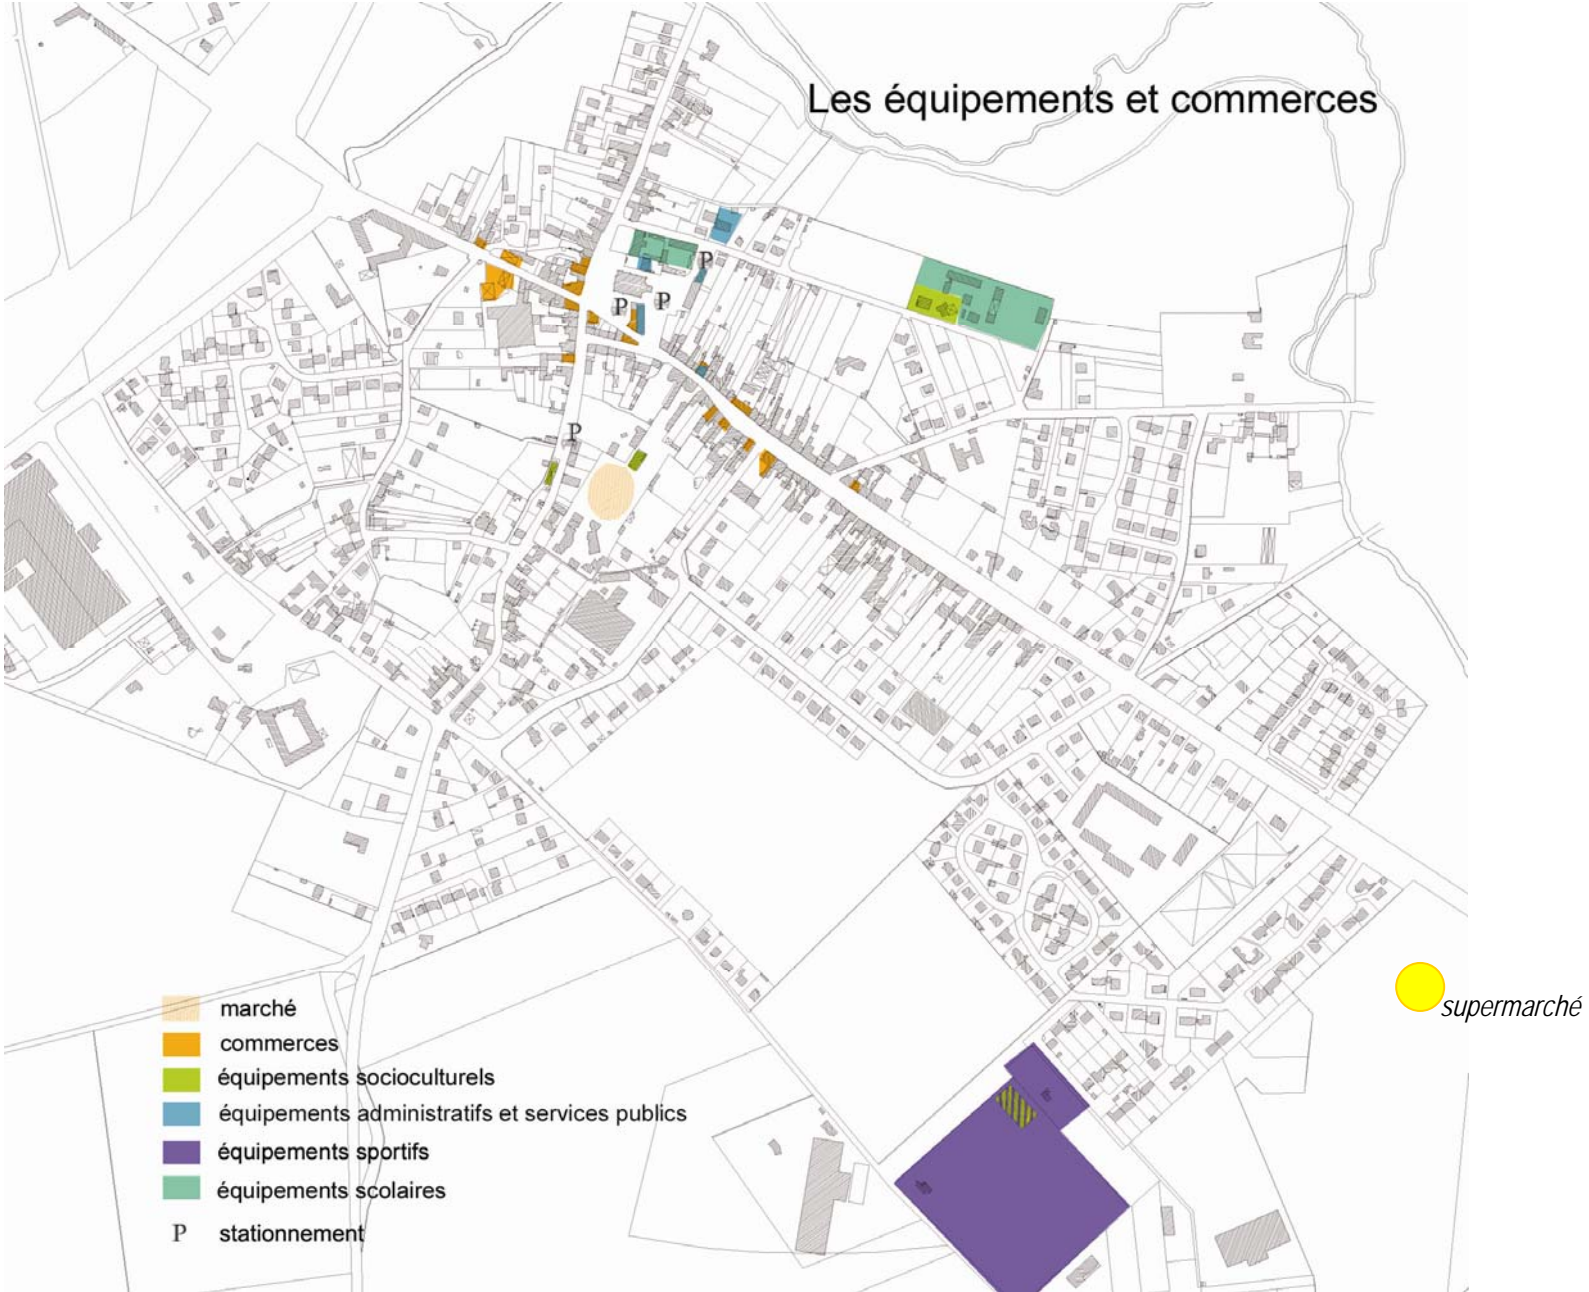 Les équipements et commerces
P
P
P
P
supermarché
marché
commerces
équipements socioculturels
équipements administratifs et services publics
équipements sportifs
équipements scolaires
P stationnement